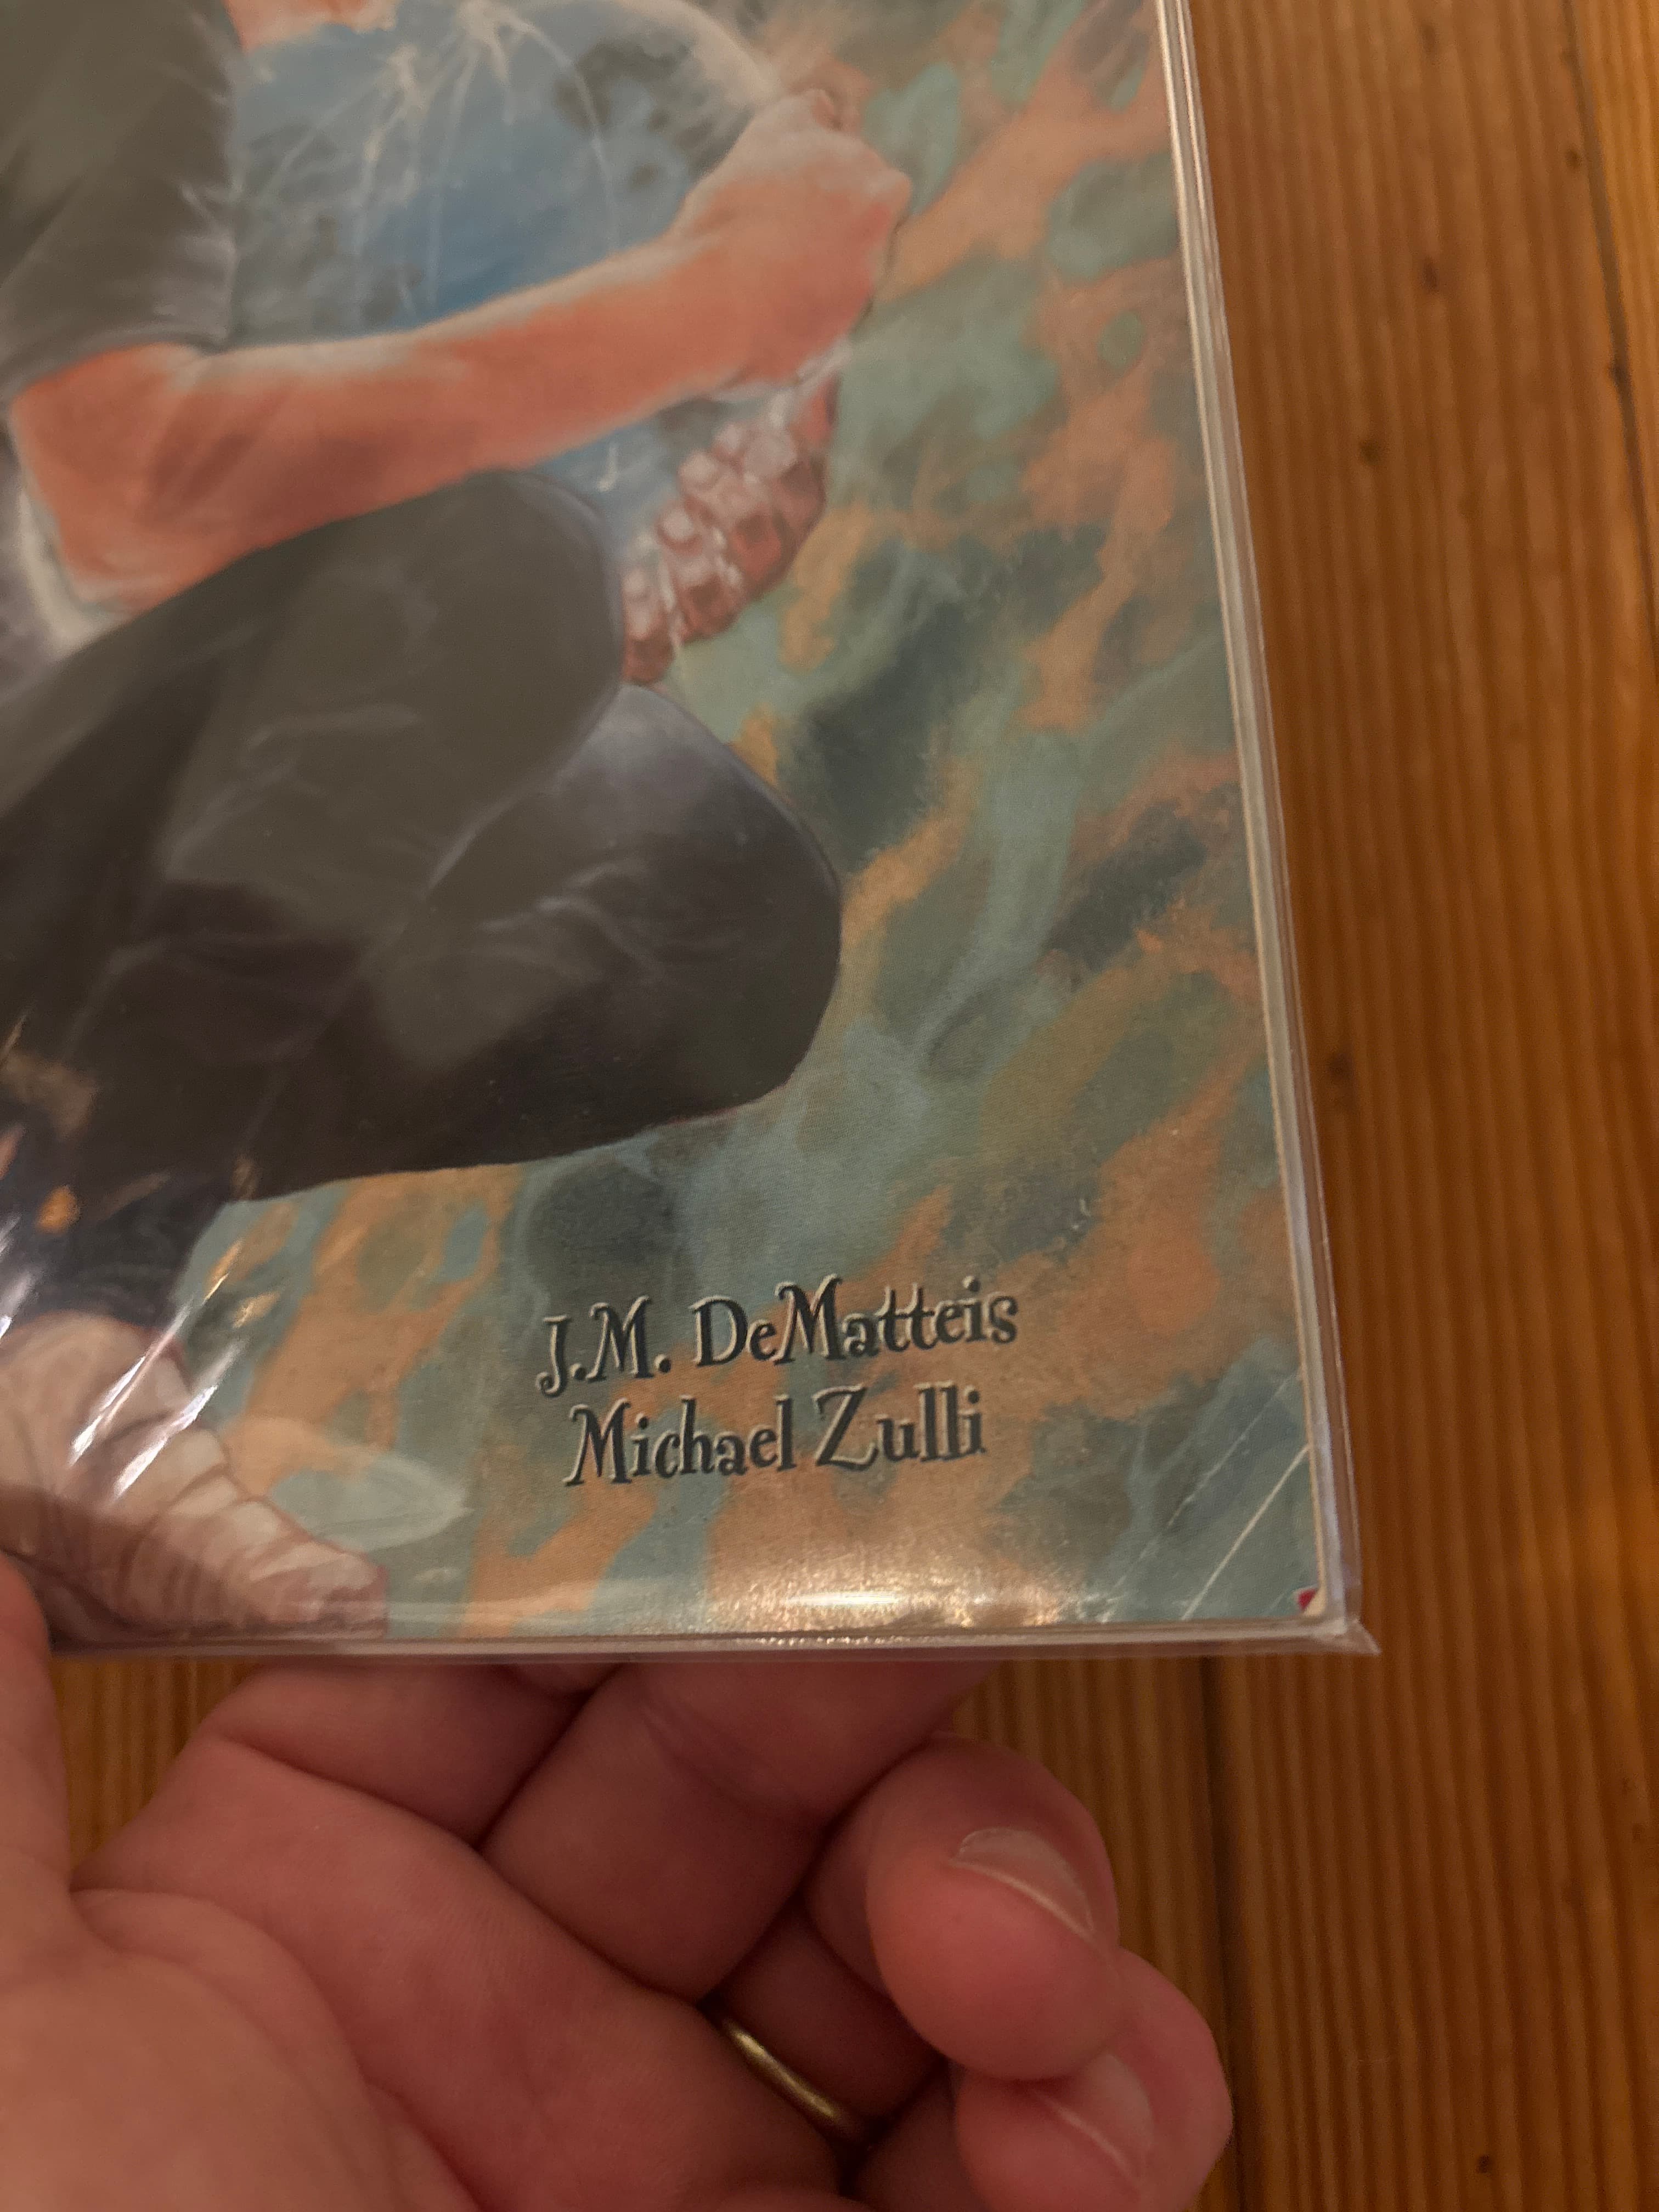 J.M. DeMatteis
Michael Zulli